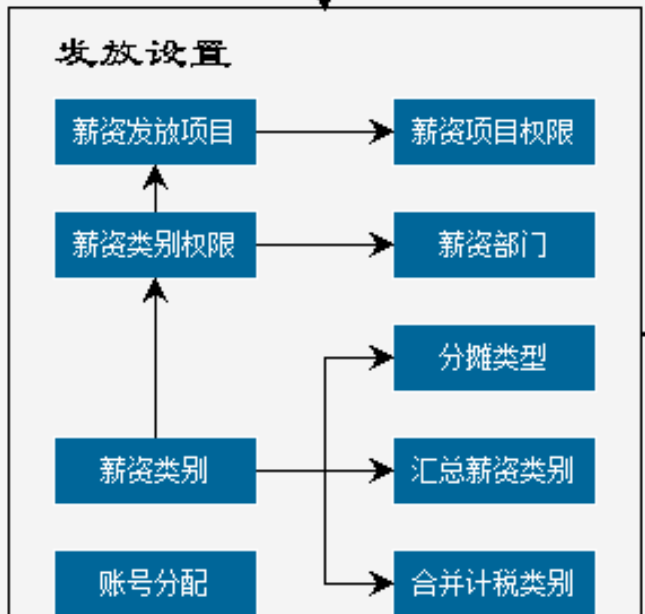 发放设置
薪资发放项目
薪资项目权限
薪资类别权限
薪资部门
分摊类型
薪资类别
汇总薪资类别
账号分配
合并计税类别